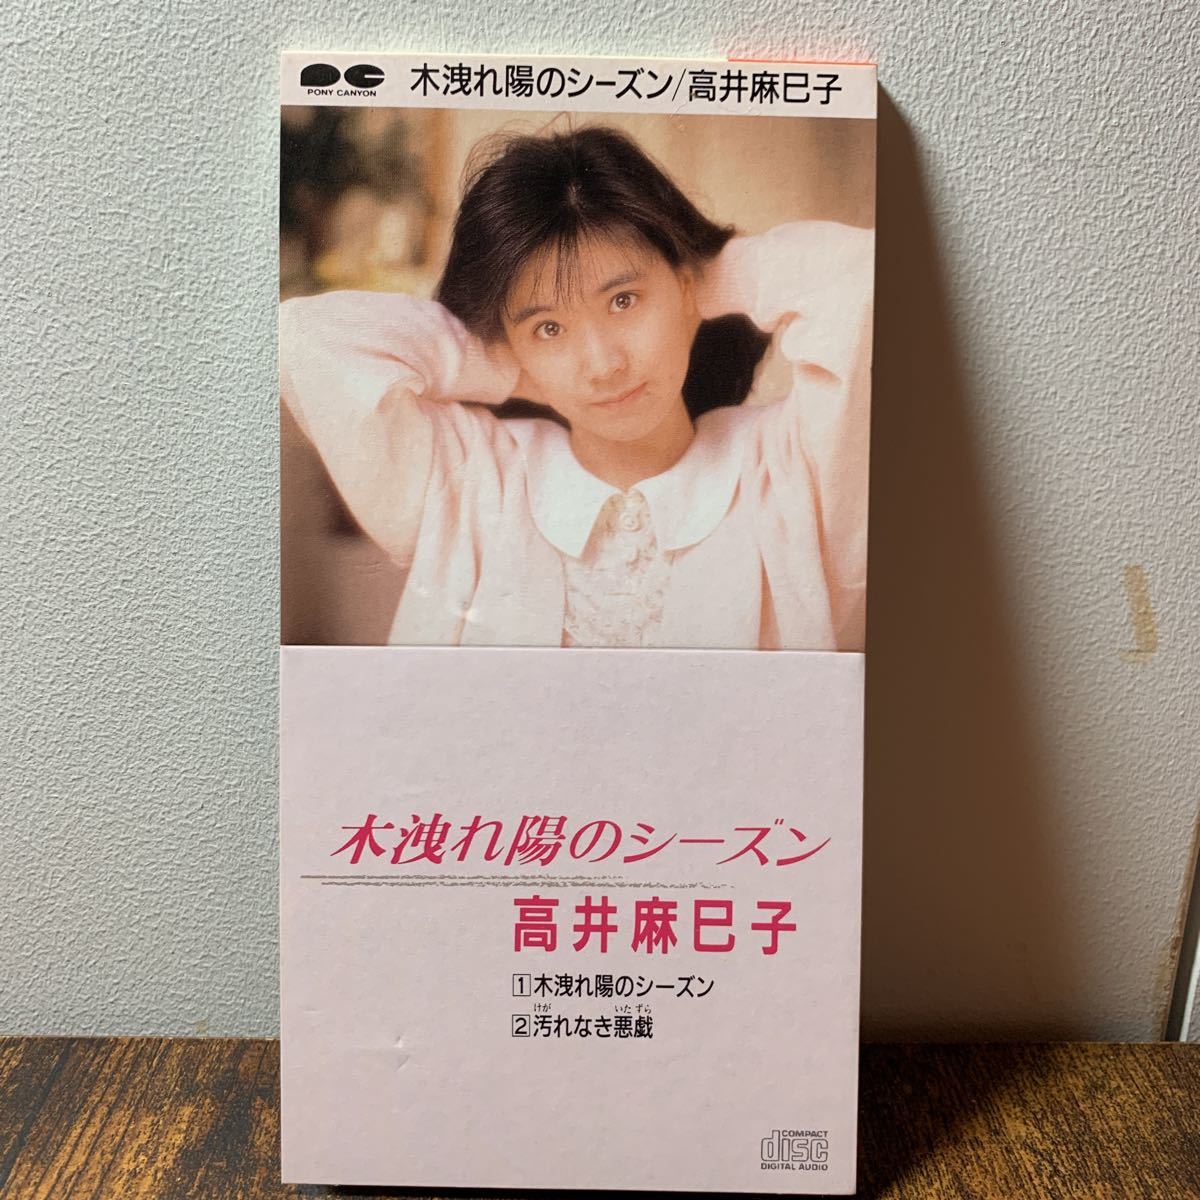 PONY CANYON
木洩れ陽のシーズン/高井麻巳子
木洩れ陽のシーズン
高井麻巳子
1 木洩れ陽のシーズン
けが いたずら
2 汚れなき悪戯
COMPACT
disc
DIGITAL AUDIO